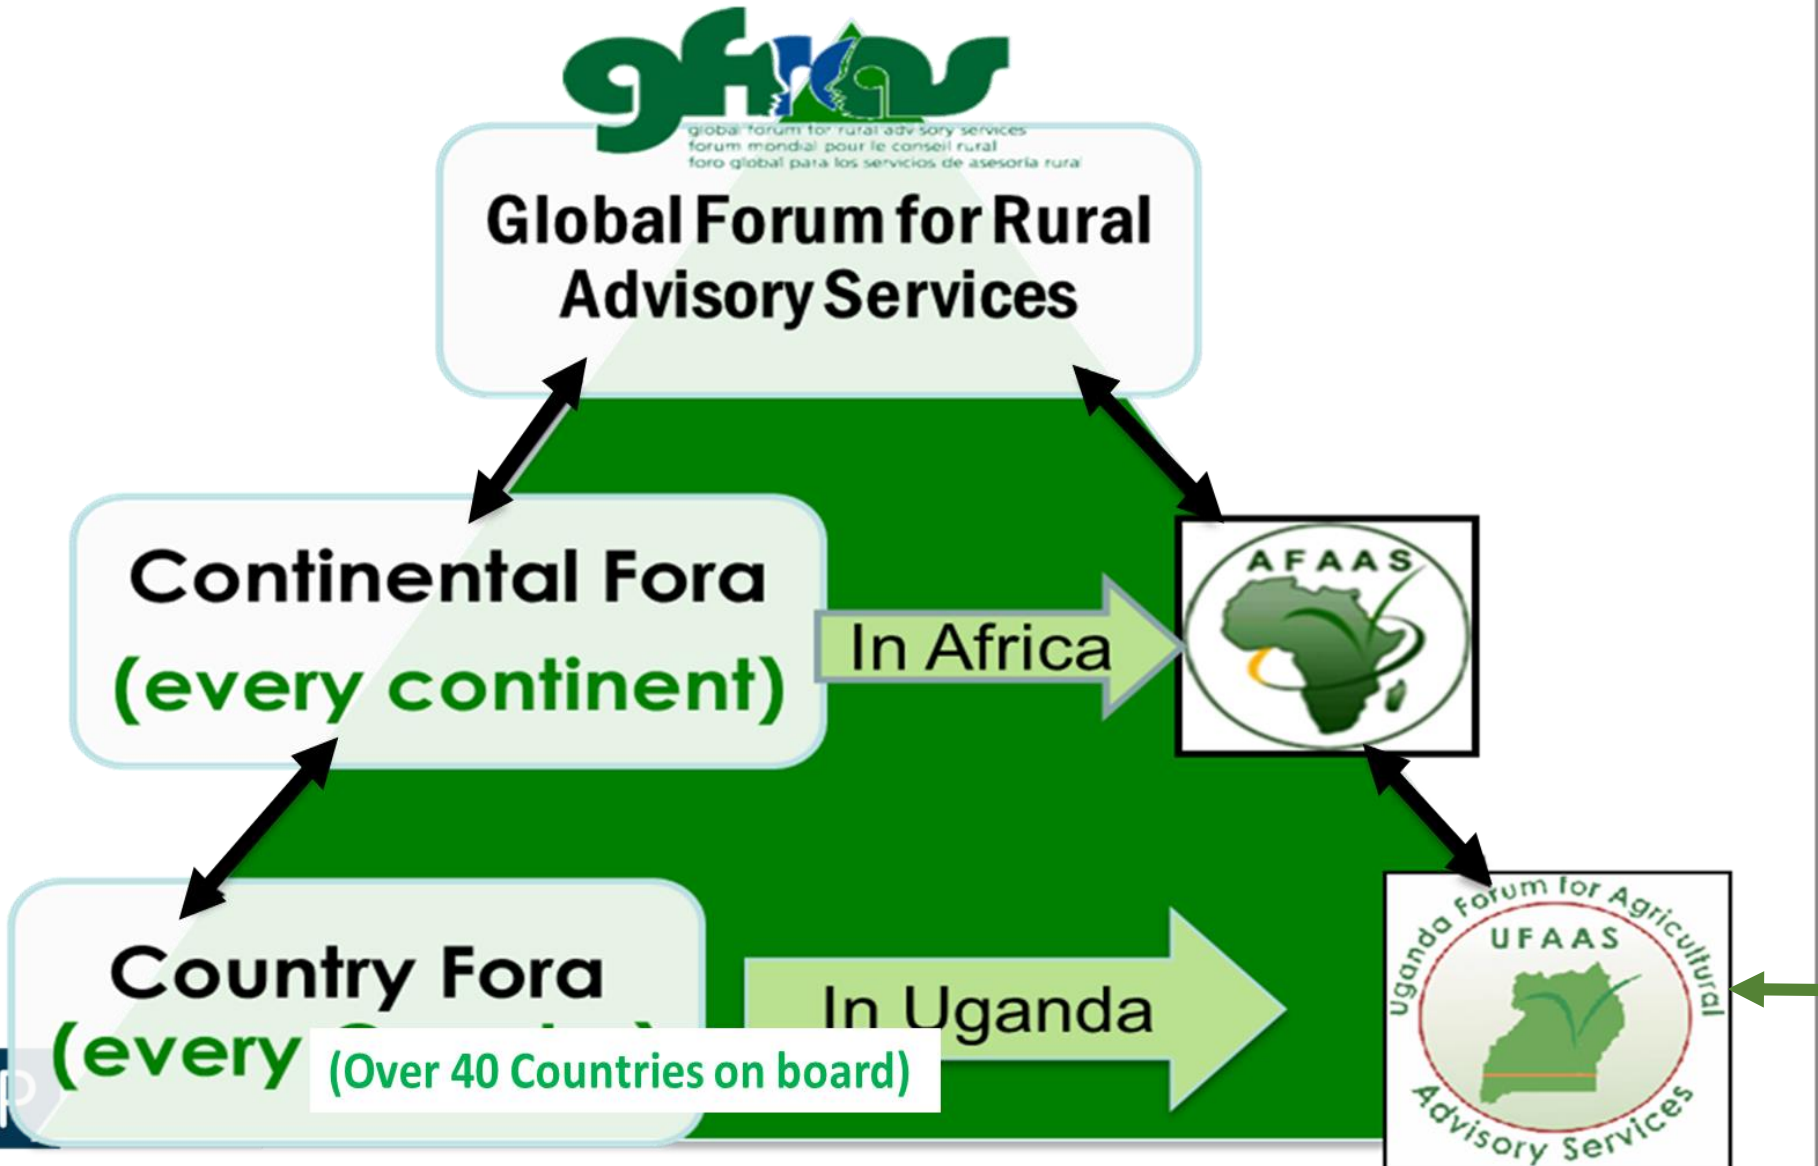 gfras
global forum for rural advisory services
forum mondial pour le conseil rural
foro global para los servicios de asesoría rural
Global Forum for Rural
Advisory Services
Continental Fora
(every continent)
In Africa
AFAAS
Country Fora
(every
(Over 40 Countries on board)
In Uganda
Uganda Forum for Agricultural
UFAAS
Advisory Services